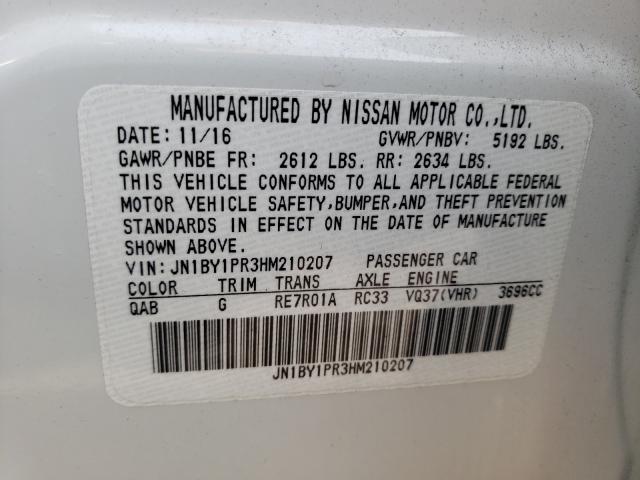 MANUFACTURED BY NISSAN MOTOR CO.,LTD.
DATE: 11/16 GVWR/PNBV: 5192 LBS.
GAWR/PNBE FR: 2612 LBS. RR: 2634 LBS.
THIS VEHICLE CONFORMS TO ALL APPLICABLE FEDERAL
MOTOR VEHICLE SAFETY,BUMPER,AND THEFT PREVENTION
STANDARDS IN EFFECT ON THE DATE OF MANUFACTURE
SHOWN ABOVE.
VIN: JN1BY1PR3HM210207 PASSENGER CAR
COLOR TRIM TRANS AXLE ENGINE
QAB G RE7R01A RC33 VQ37(VHR) 3696CC
JN1BY1PR3HM210207